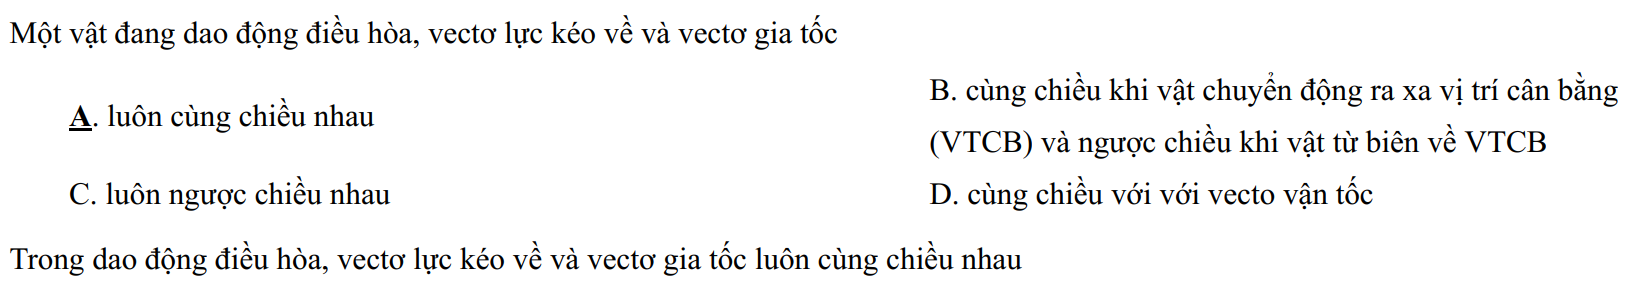 Một vật đang dao động điều hòa, vectơ lực kéo về và vectơ gia tốc
A. luôn cùng chiều nhau
B. cùng chiều khi vật chuyển động ra xa vị trí cân bằng
(VTCB) và ngược chiều khi vật từ biên về VTCB
C. luôn ngược chiều nhau
D. cùng chiều với với vecto vận tốc
Trong dao động điều hòa, vectơ lực kéo về và vectơ gia tốc luôn cùng chiều nhau